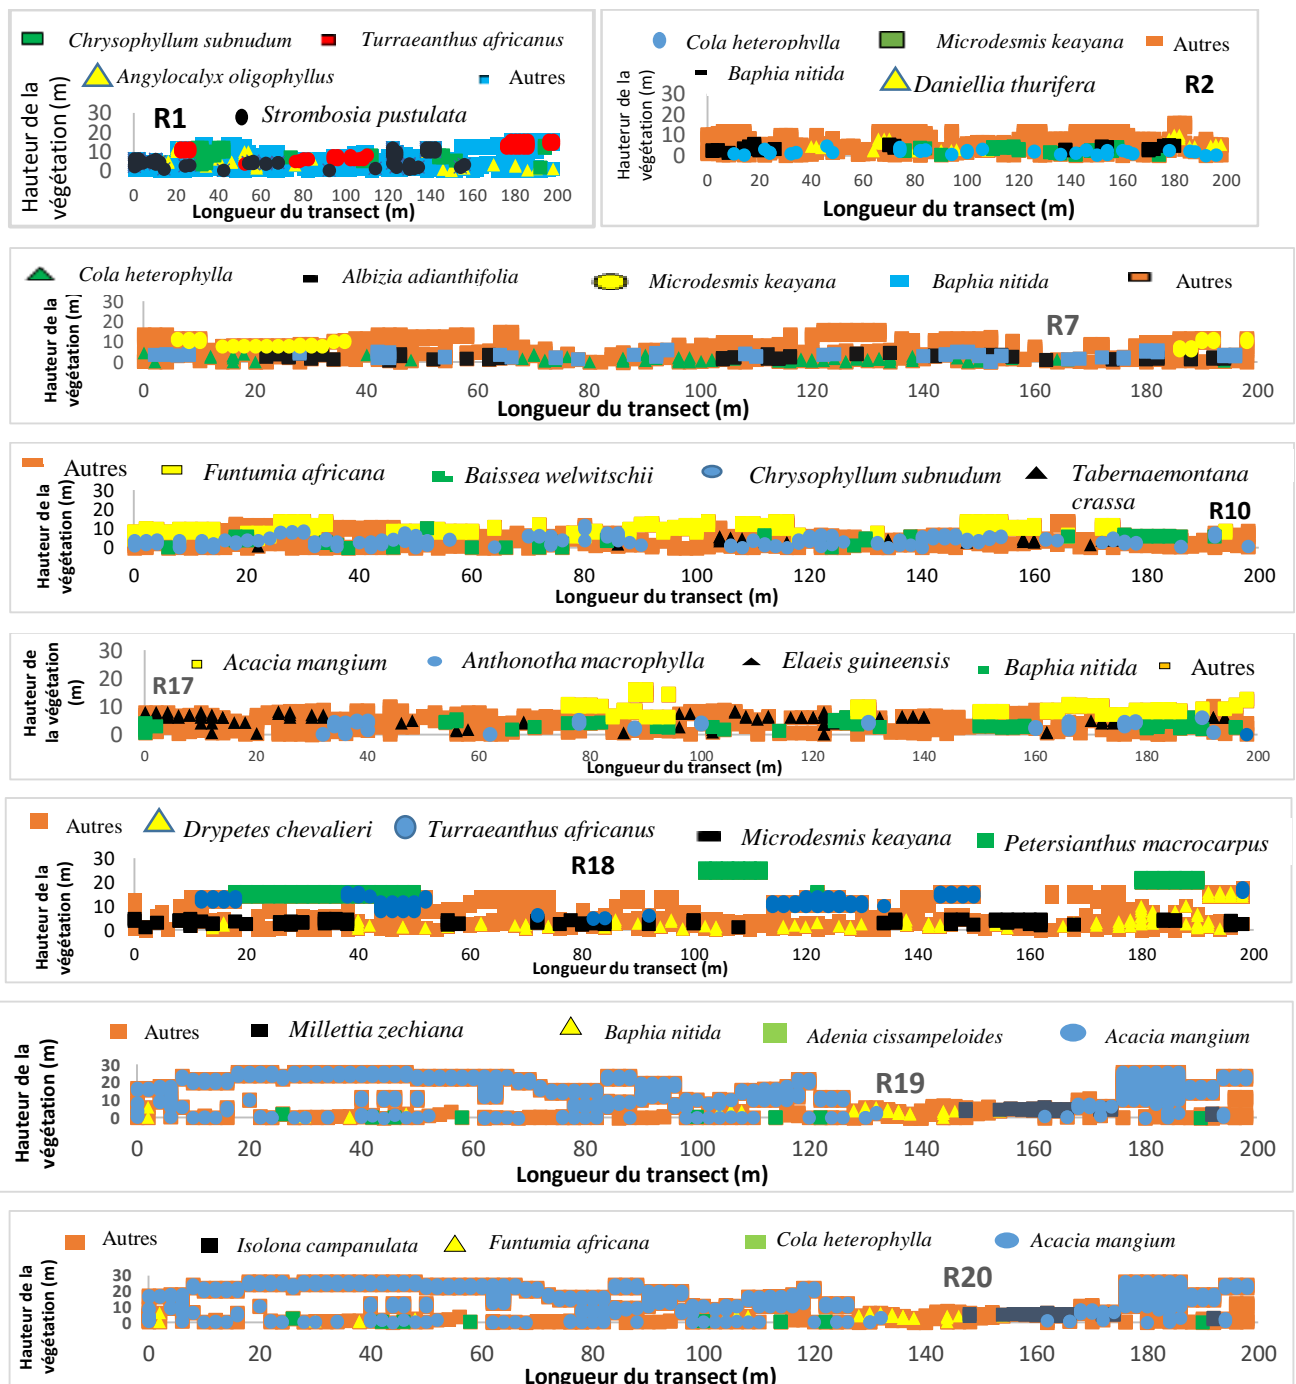 Chrysophyllum subnudum Turraeanthus africanus
Angylocalyx oligophyllus Autres
R1 Strombosia pustulata
Hauteur de la végétation (m)
30
20
10
0
0 20 40 60 80 100 120 140 160 180 200
Longueur du transect (m)
Cola heterophylla Microdesmis keayana Autres
Baphia nitida Daniellia thurifera R2
Hauterur de la végétation (m)
30
20
10
0
0 20 40 60 80 100 120 140 160 180 200
Longueur du transect (m)
Cola heterophylla Albizia adianthifolia Microdesmis keayana Baphia nitida Autres
R7
Hauteur de la végétation (m)
30
20
10
0
0 20 40 60 80 100 120 140 160 180 200
Longueur du transect (m)
Autres Funtumia africana Baissea welwitschii Chrysophyllum subnudum Tabernaemontana
crassa
R10
Hauteur de la végétation (m)
30
20
10
0
0 20 40 60 80 100 120 140 160 180 200
Longueur du transect (m)
Acacia mangium Anthonotha macrophylla Elaeis guineensis Baphia nitida Autres
R17
Hauteur de la végétation (m)
30
20
10
0
0 20 40 60 80 100 120 140 160 180 200
Longueur du transect (m)
Autres Drypetes chevalieri Turraeanthus africanus Microdesmis keayana Petersianthus macrocarpus
R18
Hauteur de la végétation (m)
30
20
10
0
0 20 40 60 80 100 120 140 160 180 200
Longueur du transect (m)
Autres Millettia zechiana Baphia nitida Adenia cissampeloides Acacia mangium
R19
Hauteur de la végétation (m)
30
20
10
0
0 20 40 60 80 100 120 140 160 180 200
Longueur du transect (m)
Autres Isolona campanulata Funtumia africana Cola heterophylla Acacia mangium
R20
Hauteur de la végétation (m)
30
20
10
0
0 20 40 60 80 100 120 140 160 180 200
Longueur du transect (m)